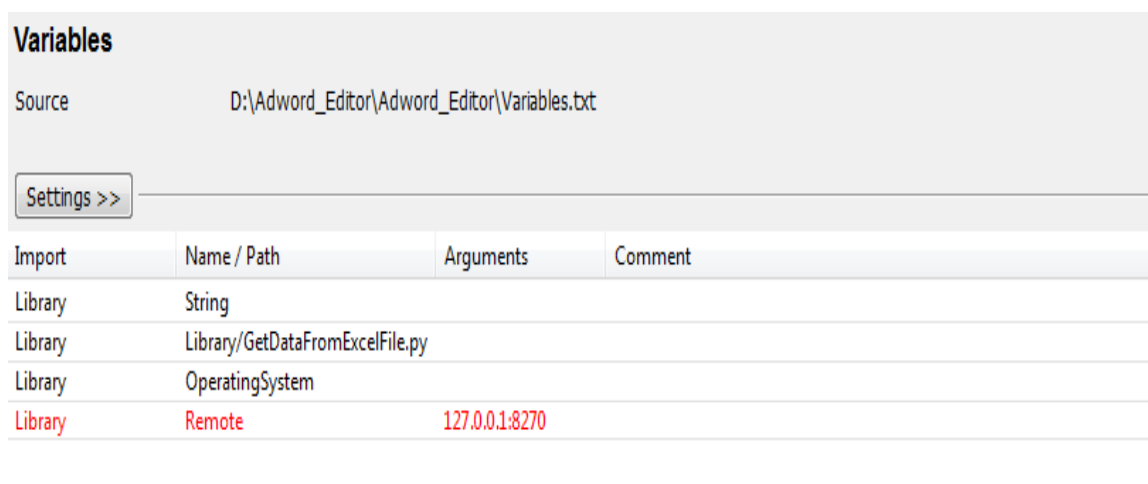 Variables
Source D:\Adword_Editor\Adword_Editor\Variables.txt
Settings >>
Import Name / Path Arguments Comment
Library String
Library Library/GetDataFromExcelFile.py
Library OperatingSystem
Library Remote 127.0.0.1:8270